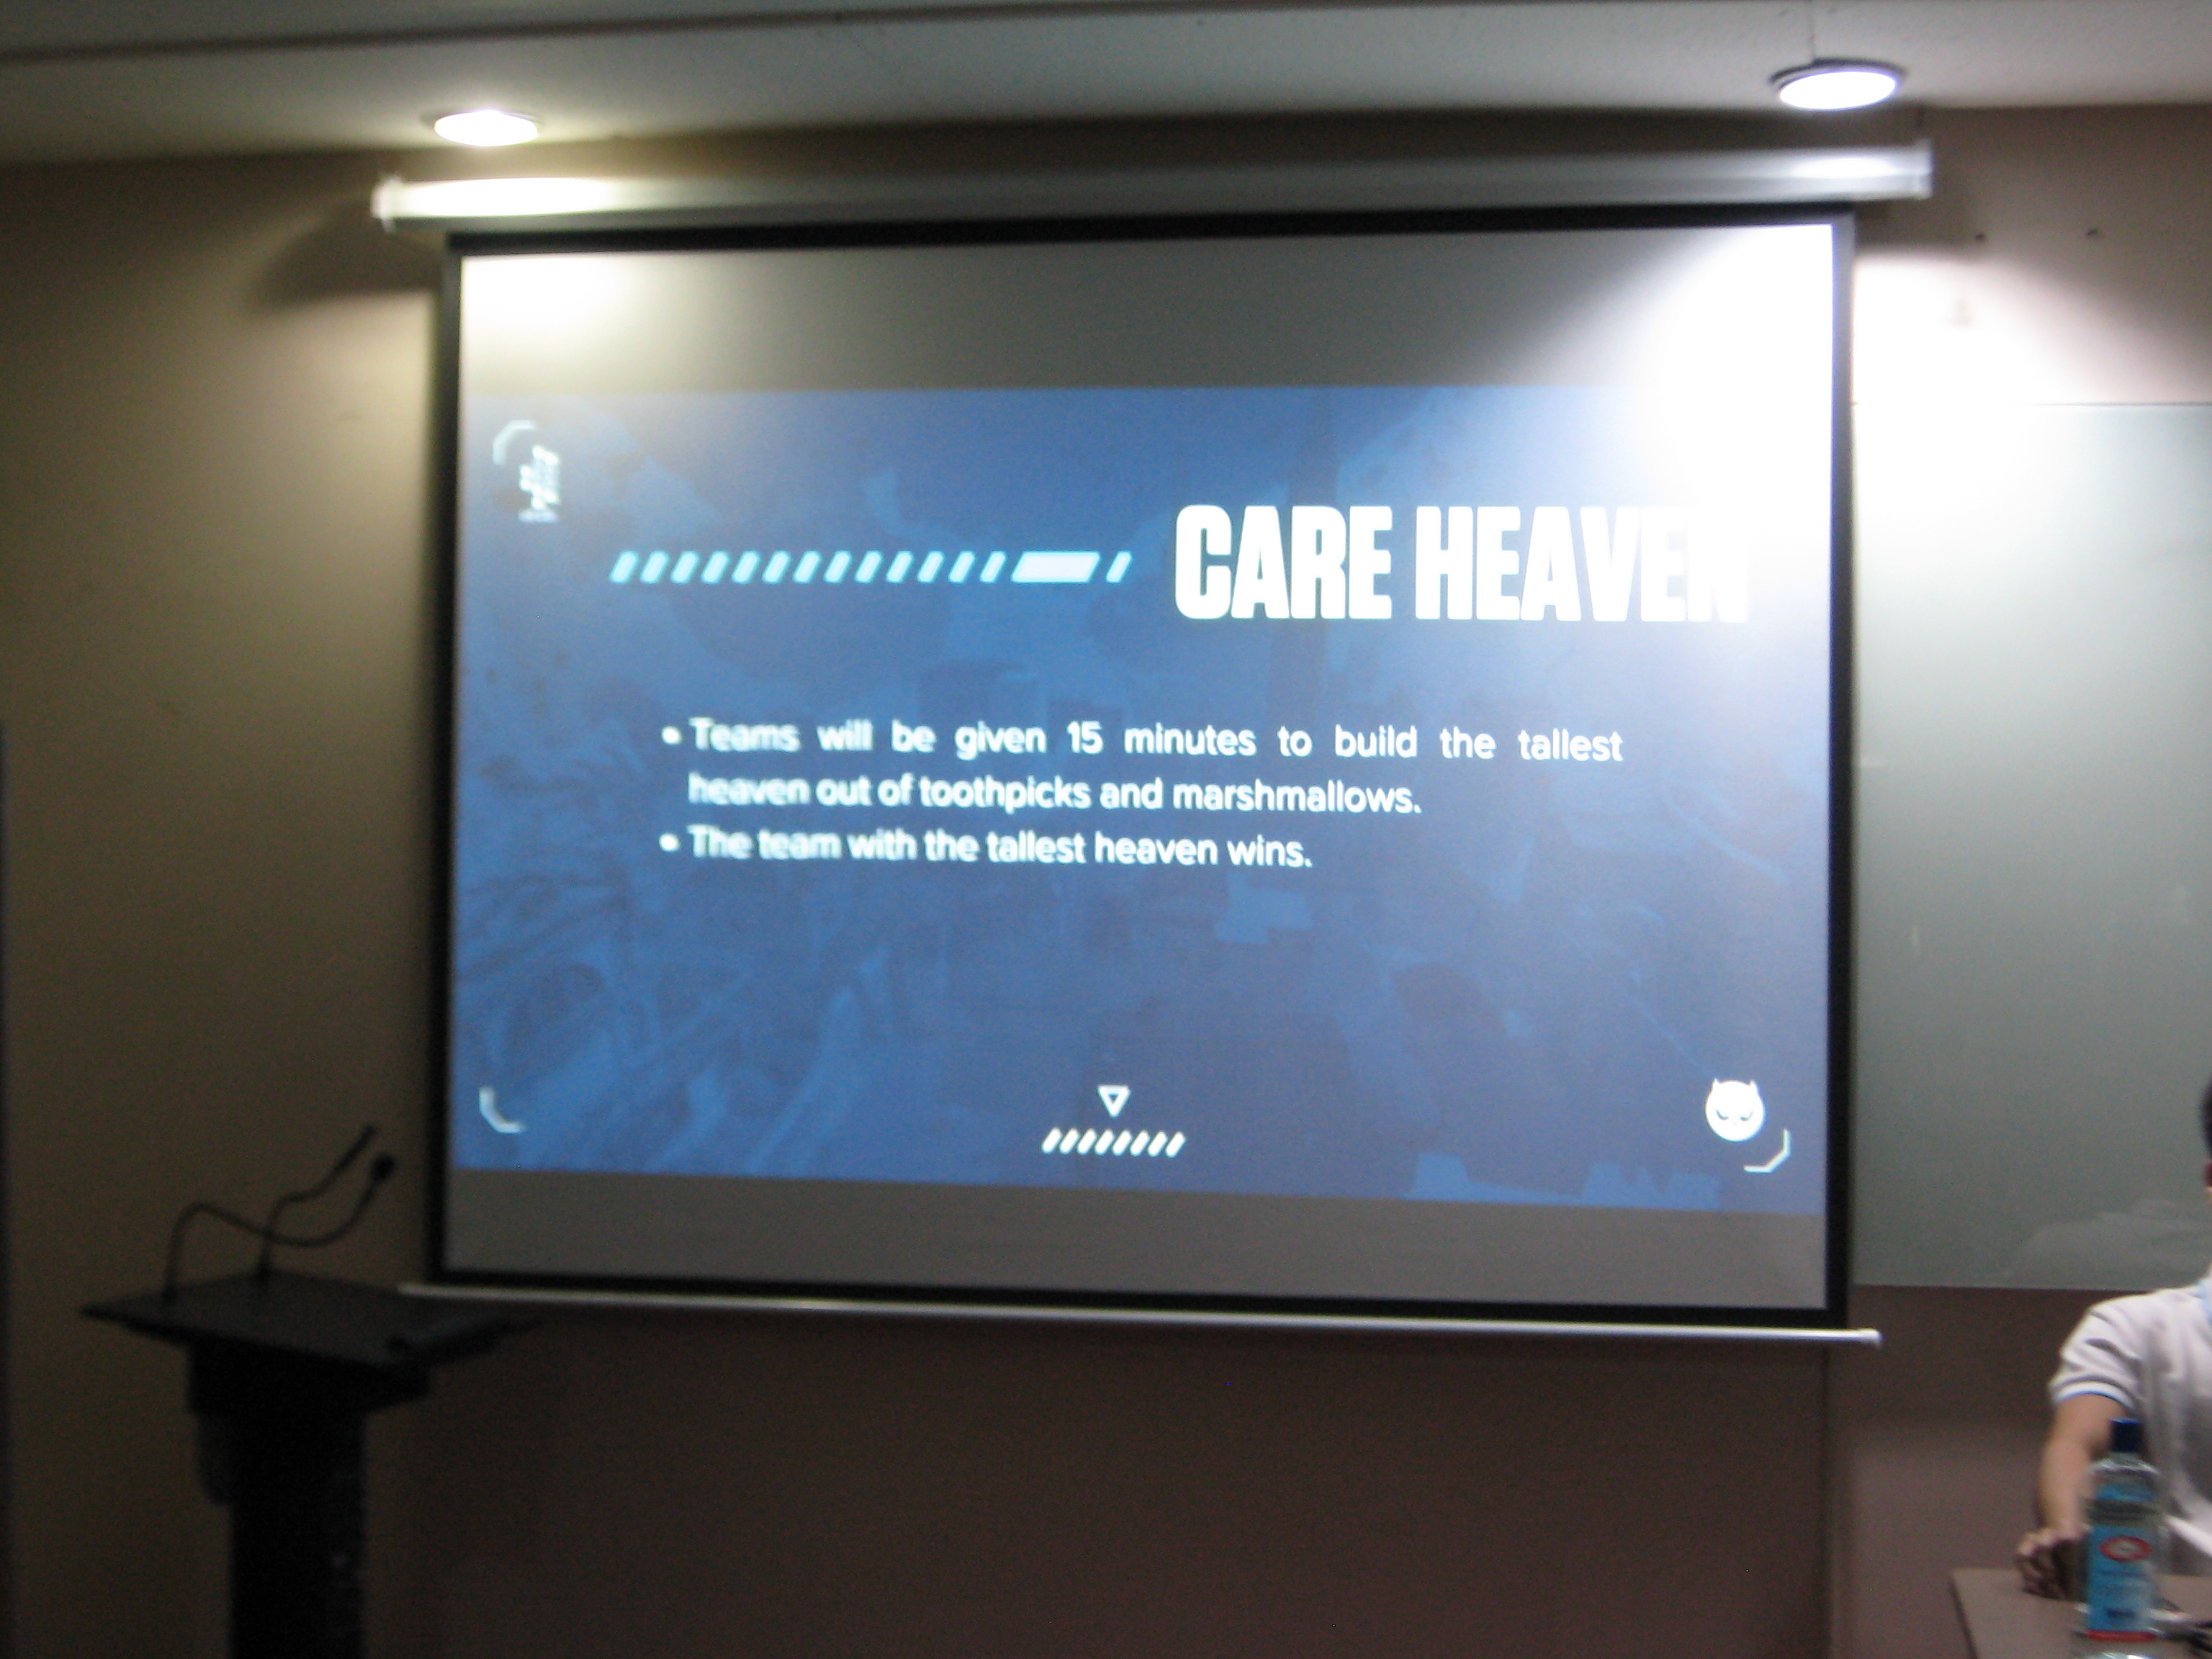 CARE HEAVEN
• Teams will be given 15 minutes to build the tallest
heaven out of toothpicks and marshmallows.
• The team with the tallest heaven wins.